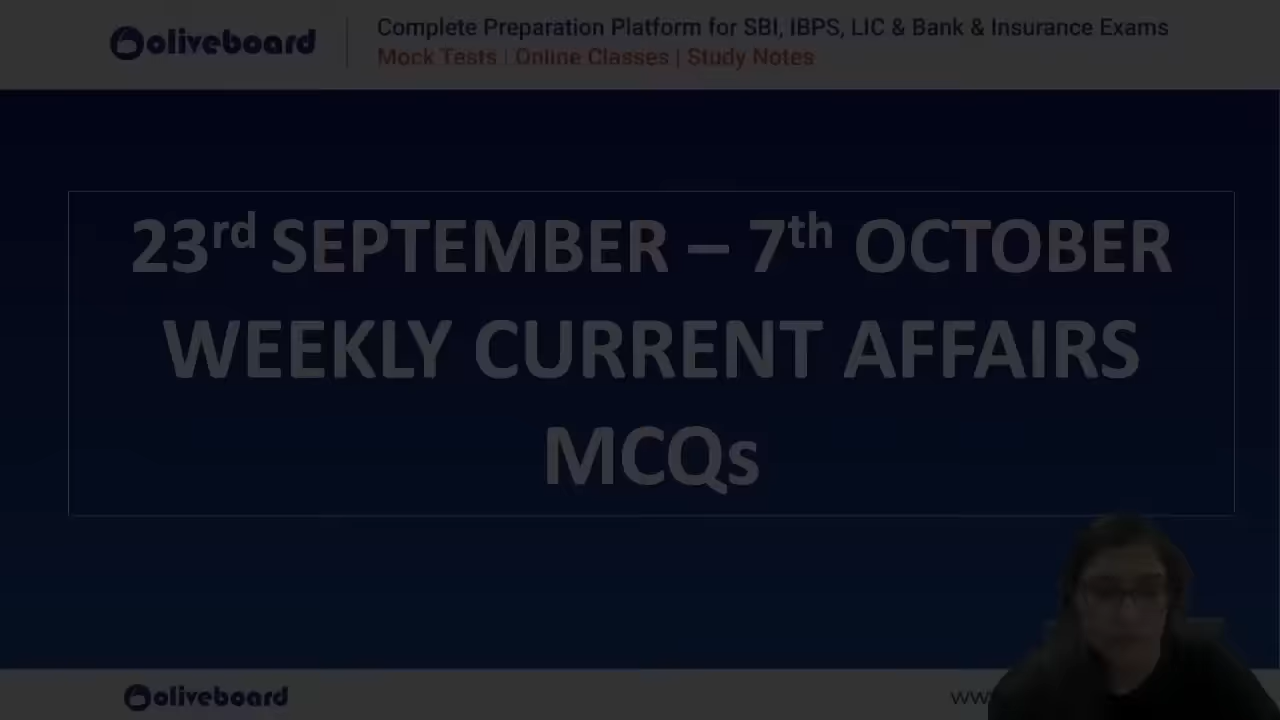 oliveboard
Complete Preparation Platform for SBI, IBPS, LIC & Bank & Insurance Exams
Mock Tests | Online Classes | Study Notes
23rd SEPTEMBER – 7th OCTOBER
WEEKLY CURRENT AFFAIRS
MCQs
oliveboard